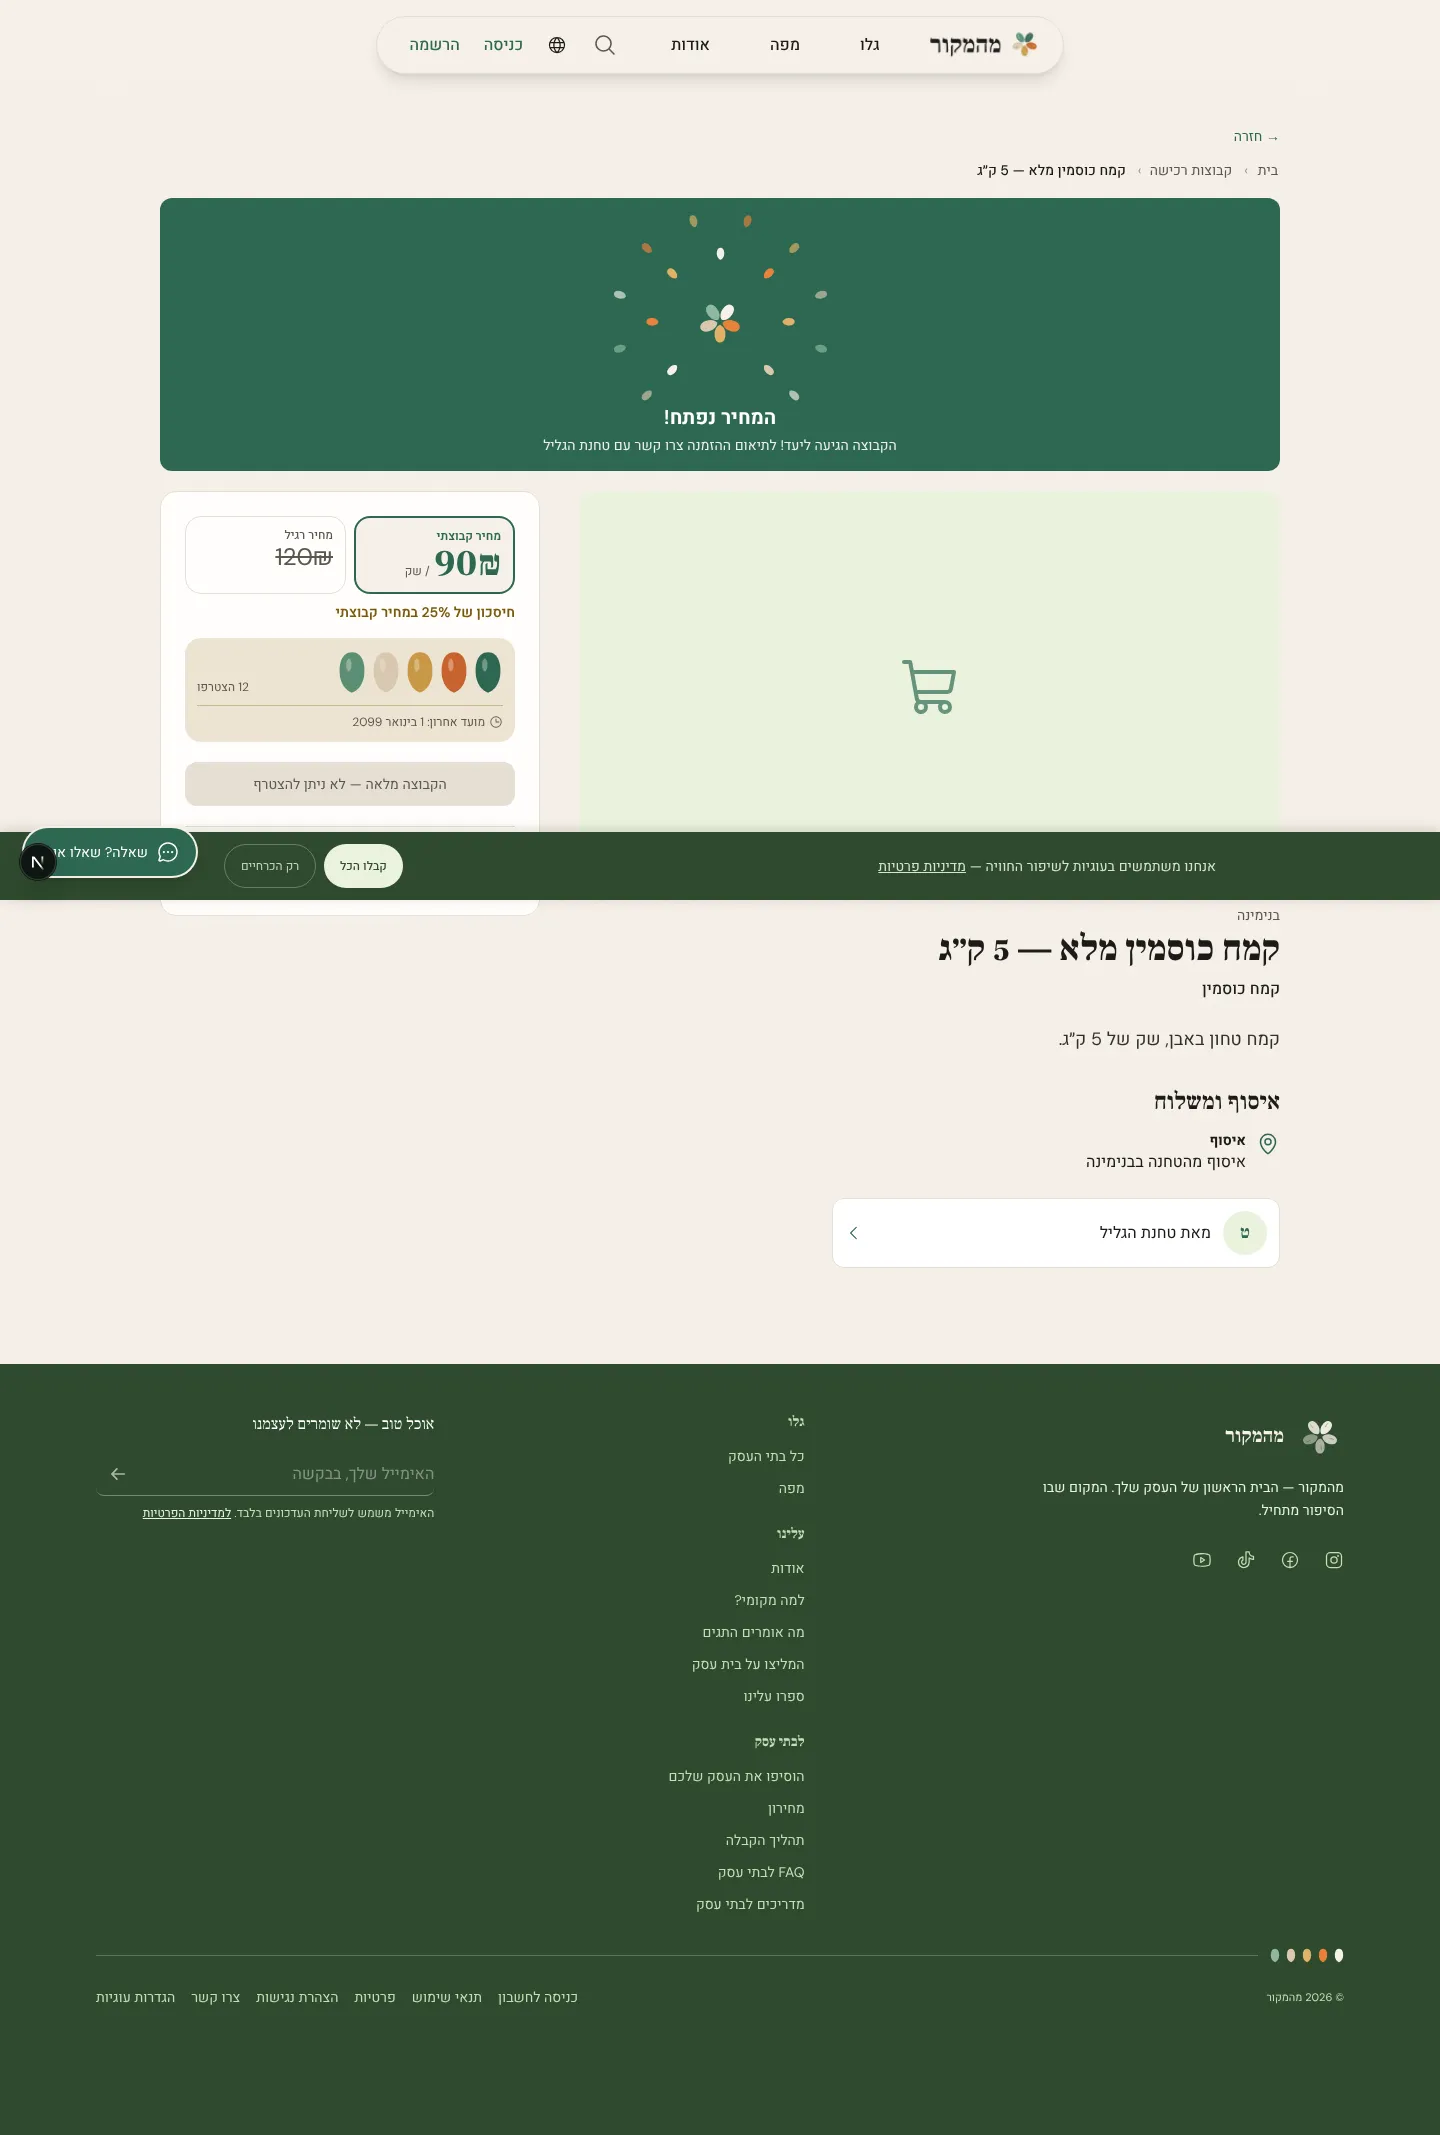 מהמקור
גלו
מפה
אודות
כניסה
הרשמה
→ חזרה
בית › קבוצות רכישה › קמח כוסמין מלא — 5 ק״ג
המחיר נפתח!
הקבוצה הגיעה ליעד! לתיאום ההזמנה צרו קשר עם טחנת הגליל
מחיר קבוצתי
₪90 / שק
מחיר רגיל
₪120
חיסכון של 25% במחיר קבוצתי
12 הצטרפו
מועד אחרון: 1 בינואר 2099
הקבוצה מלאה — לא ניתן להצטרף
אנחנו משתמשים בעוגיות לשיפור החוויה — מדיניות פרטיות
קבלו הכל
רק הכרחיים
שאלה? שאלו
N
בנימינה
קמח כוסמין מלא — 5 ק״ג
קמח כוסמין
קמח טחון באבן, שק של 5 ק״ג.
איסוף ומשלוח
איסוף
איסוף מהטחנה בבנימינה
ט
מאת טחנת הגליל
מהמקור
מהמקור — הבית הראשון של העסק שלך. המקום שבו
הסיפור מתחיל.
גלו
כל בתי העסק
מפה
עלינו
אודות
למה מקומי?
מה אומרים התגים
המליצו על בית עסק
ספרו עלינו
לבתי עסק
הוסיפו את העסק שלכם
מחירון
תהליך הקבלה
FAQ לבתי עסק
מדריכים לבתי עסק
אוכל טוב — לא שומרים לעצמנו
האימייל שלך, בבקשה
האימייל משמש לשליחת העדכונים בלבד. למדיניות הפרטיות
© 2026 מהמקור
כניסה לחשבון
תנאי שימוש
פרטיות
הצהרת נגישות
צרו קשר
הגדרות עוגיות